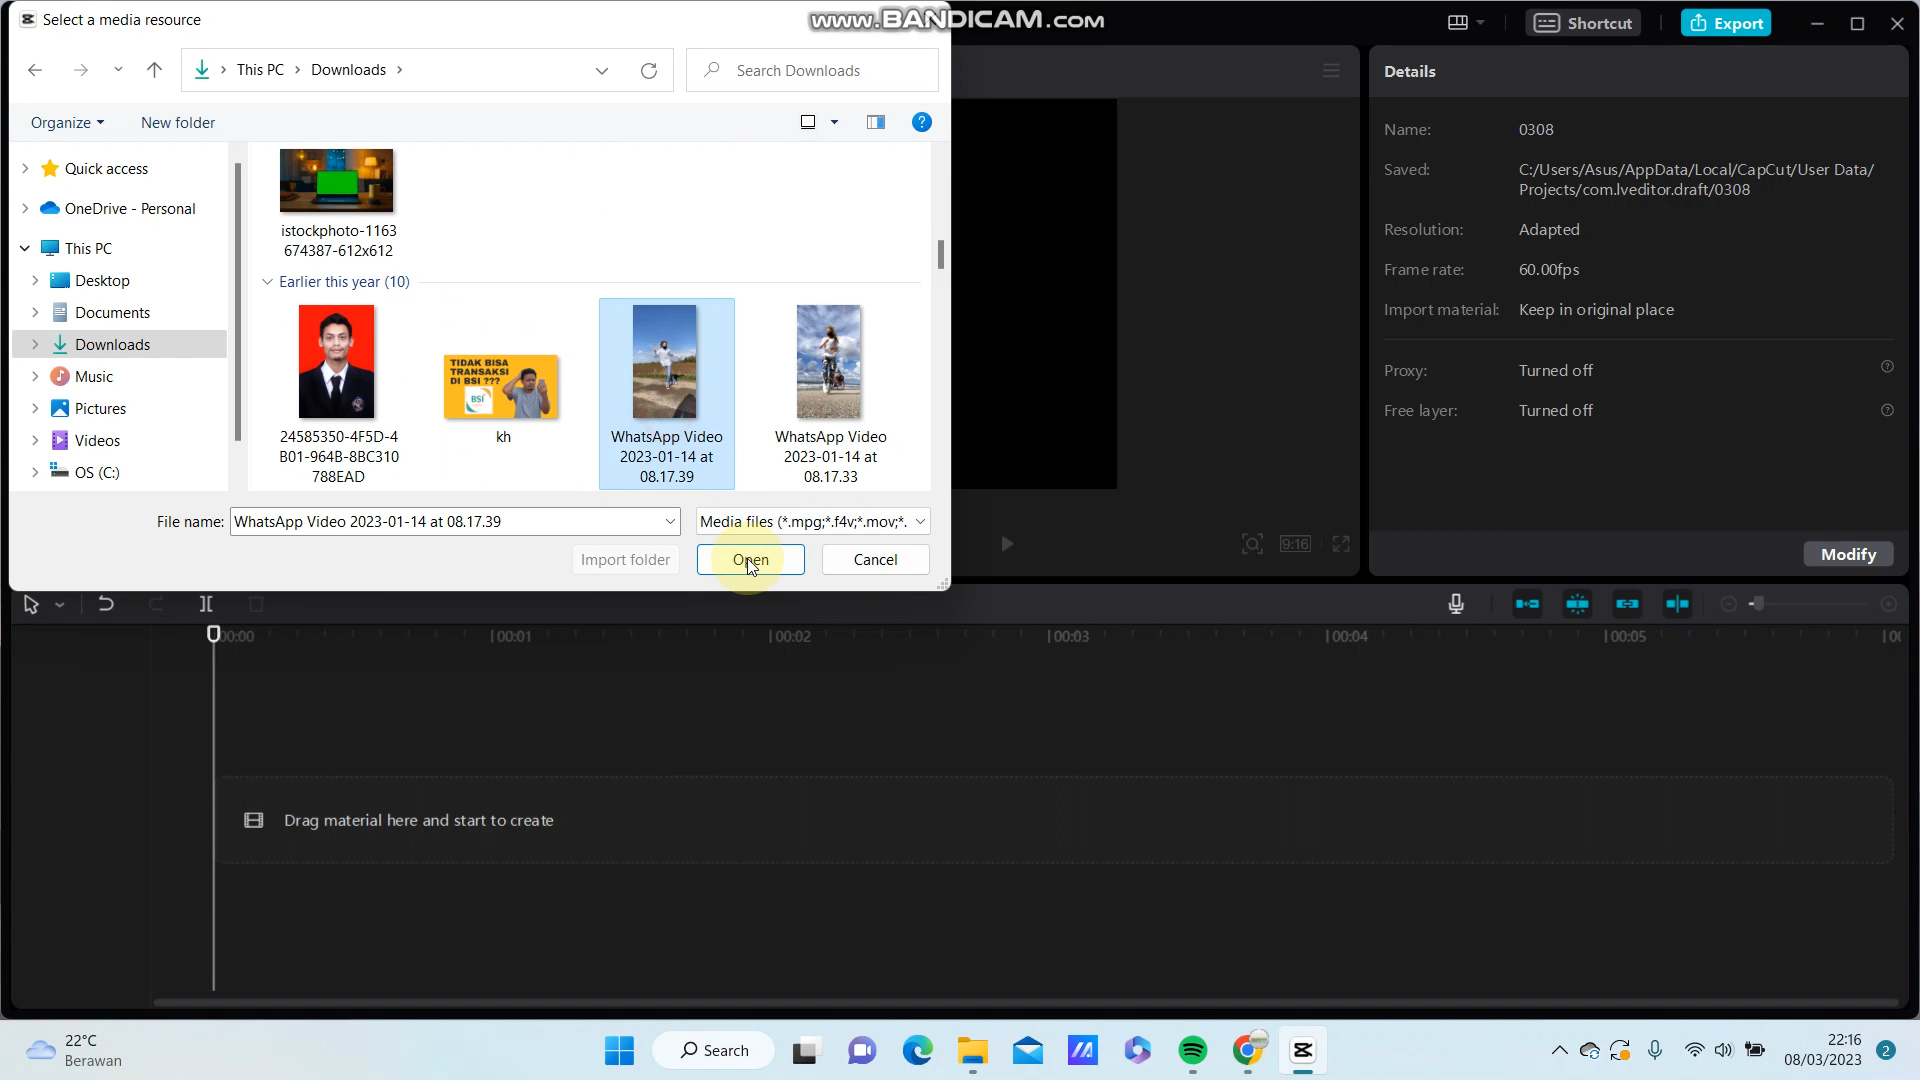 Select a media resource
www.BANDICAM.com
Shortcut
Export
This PC
Downloads
Search Downloads
Organize
New folder
Quick access
OneDrive - Personal
This PC
Desktop
Documents
Downloads
Music
Pictures
Videos
OS (C:)
istockphoto-1163
674387-612x612
Earlier this year (10)
TIDAK BISA
TRANSAKSI
DI BSI ???
BSI
24585350-4F5D-4
B01-964B-8BC310
788EAD
kh
WhatsApp Video
2023-01-14 at
08.17.39
WhatsApp Video
2023-01-14 at
08.17.33
File name:
WhatsApp Video 2023-01-14 at 08.17.39
Media files (*.mpg;*.f4v;*.mov;*.
Import folder
Open
Cancel
Details
Name: 0308
Saved: C:/Users/Asus/AppData/Local/CapCut/User Data/
Projects/com.lveditor.draft/0308
Resolution: Adapted
Frame rate: 60.00fps
Import material: Keep in original place
Proxy: Turned off
Free layer: Turned off
9:16
Modify
00:00
00:01
00:02
00:03
00:04
00:05
Drag material here and start to create
22°C
Berawan
Search
22:16
08/03/2023
2